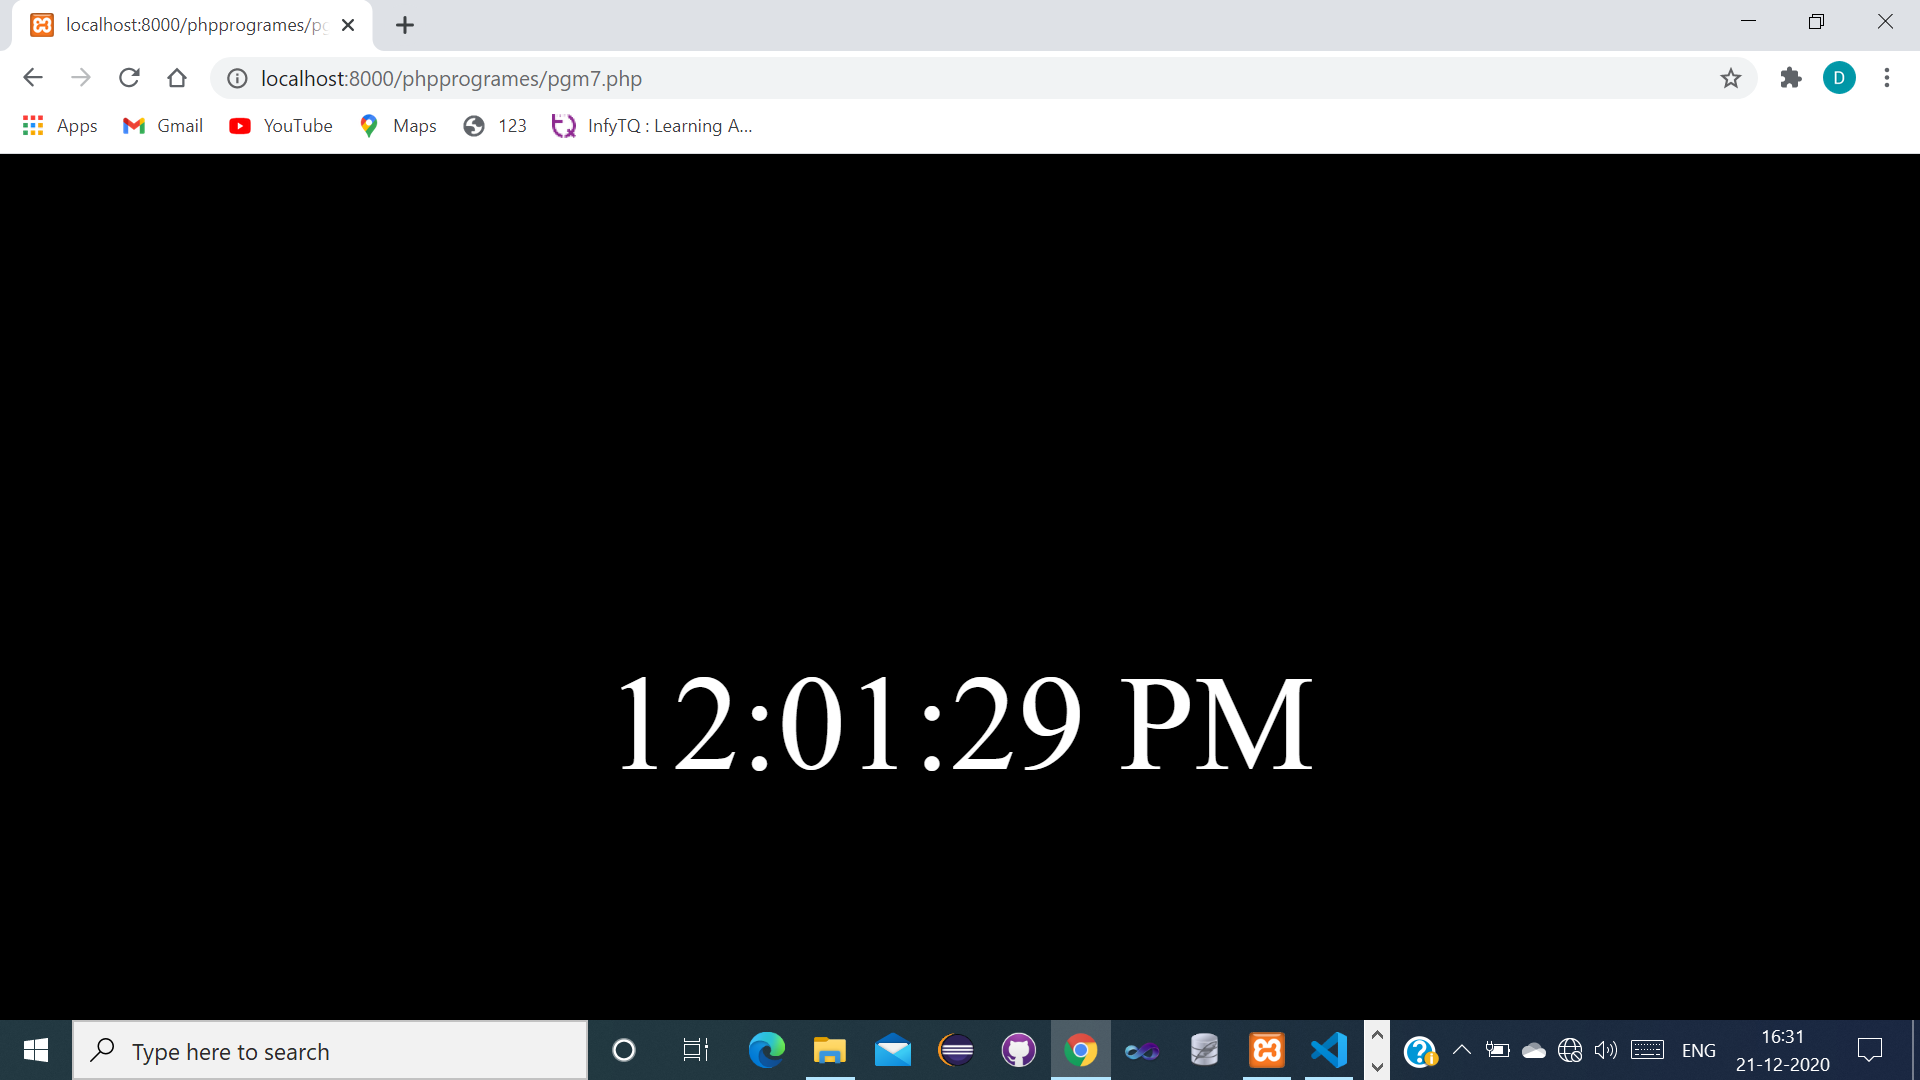 localhost:8000/phpprogrames/pg
localhost:8000/phpprogrames/pgm7.php
D
Apps
Gmail
YouTube
Maps
123
InfyTQ : Learning A...
12:01:29 PM
Type here to search
ENG
16:31
21-12-2020